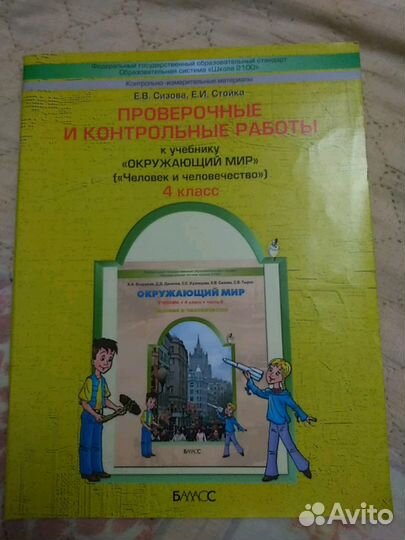 Федеральный государственный образовательный стандарт
Образовательная система «Школа 2100»
Контрольно-измерительные материалы
Е.В. Сизова, Е.И. Стойка
ПРОВЕРОЧНЫЕ
И КОНТРОЛЬНЫЕ РАБОТЫ
к учебнику
«ОКРУЖАЮЩИЙ МИР»
(«Человек и человечество»)
4 класс
ОКРУЖАЮЩИЙ МИР
БАЛАСС
БАЛАСС
Avito